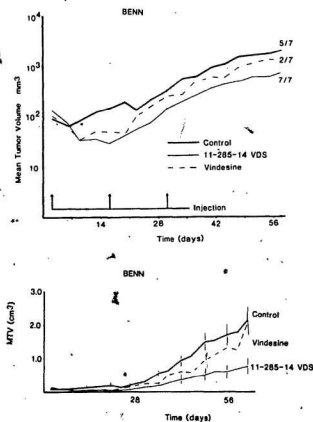 BENN
5/7
2/7
7/7
10⁴
10³
10²
10
Mean Tumor Volume mm³
Control
11-285-14 VDS
Vindesine
Injection
14
28
42
56
Time (days)
BENN
MTV (cm³)
3.0
2.0
1.0
Control
Vindesine
11-285-14 VDS
28
56
Time (days)